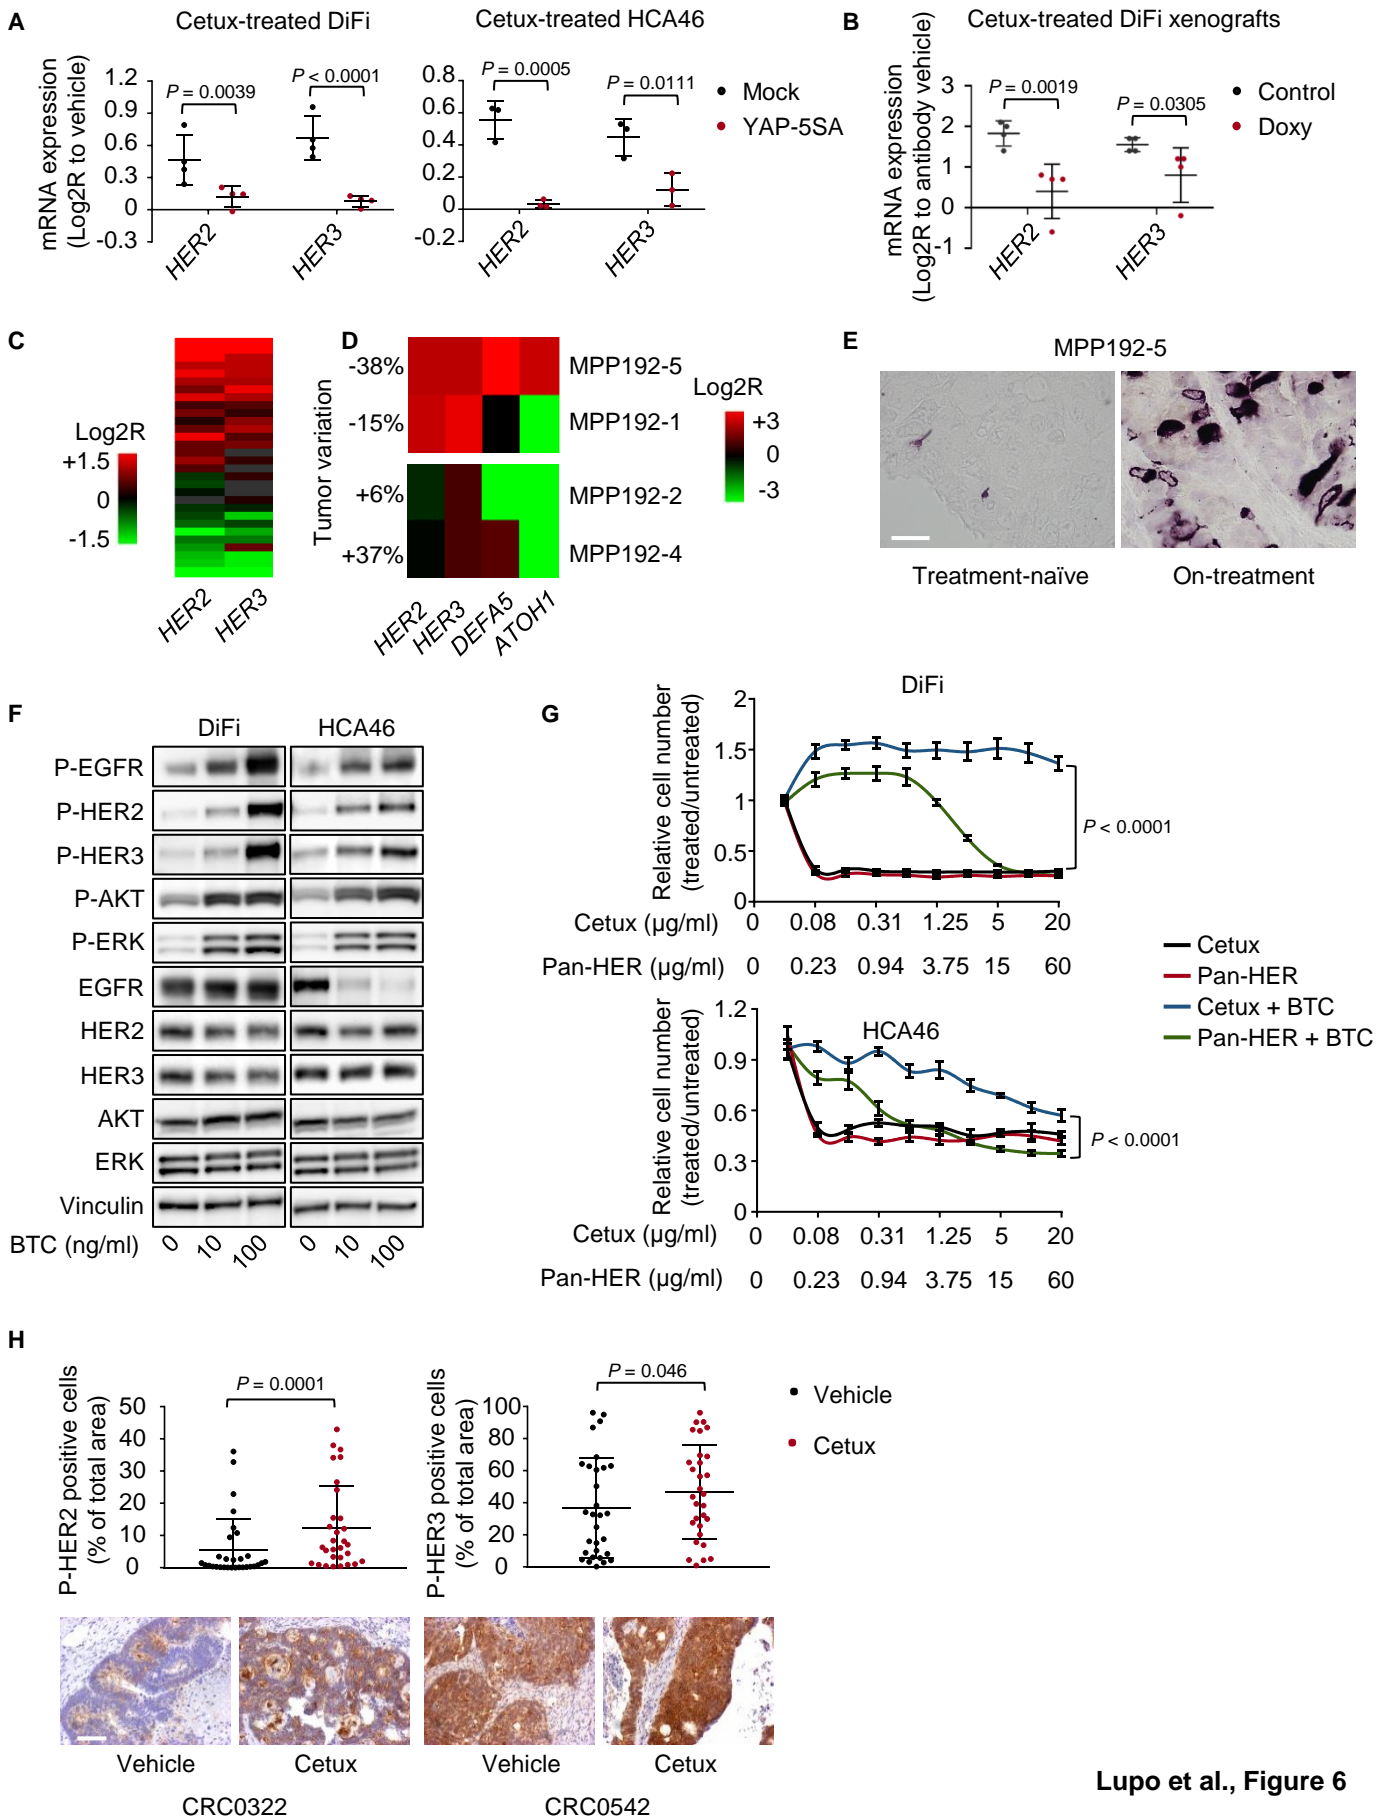 A
Cetux-treated DiFi
Cetux-treated HCA46
mRNA expression
(Log2R to vehicle)
1.2
0.9
0.6
0.3
0
-0.3
P = 0.0039
P < 0.0001
HER2
HER3
0.8
0.6
0.4
0.2
0
-0.2
P = 0.0005
P = 0.0111
HER2
HER3
Mock
YAP-5SA
B
Cetux-treated DiFi xenografts
mRNA expression
(Log2R to antibody vehicle)
3
2
1
0
-1
P = 0.0019
P = 0.0305
HER2
HER3
Control
Doxy
C
Log2R
+1.5
0
-1.5
HER2
HER3
D
Tumor variation
-38%
-15%
+6%
+37%
MPP192-5
MPP192-1
MPP192-2
MPP192-4
HER2
HER3
DEFA5
ATOH1
Log2R
+3
0
-3
E
MPP192-5
Treatment-naïve
On-treatment
F
DiFi
HCA46
P-EGFR
P-HER2
P-HER3
P-AKT
P-ERK
EGFR
HER2
HER3
AKT
ERK
Vinculin
BTC (ng/ml)
0 10 100 0 10 100
G
DiFi
Relative cell number
(treated/untreated)
2
1.5
1
0.5
0
P < 0.0001
Cetux (µg/ml) 0 0.08 0.31 1.25 5 20
Pan-HER (µg/ml) 0 0.23 0.94 3.75 15 60
Cetux
Pan-HER
Cetux + BTC
Pan-HER + BTC
HCA46
Relative cell number
(treated/untreated)
1.2
0.9
0.6
0.3
0
P < 0.0001
Cetux (µg/ml) 0 0.08 0.31 1.25 5 20
Pan-HER (µg/ml) 0 0.23 0.94 3.75 15 60
H
P-HER2 positive cells
(% of total area)
50
40
30
20
10
0
P = 0.0001
P-HER3 positive cells
(% of total area)
100
80
60
40
20
0
P = 0.046
Vehicle
Cetux
Vehicle
Cetux
Vehicle
Cetux
CRC0322
CRC0542
Lupo et al., Figure 6